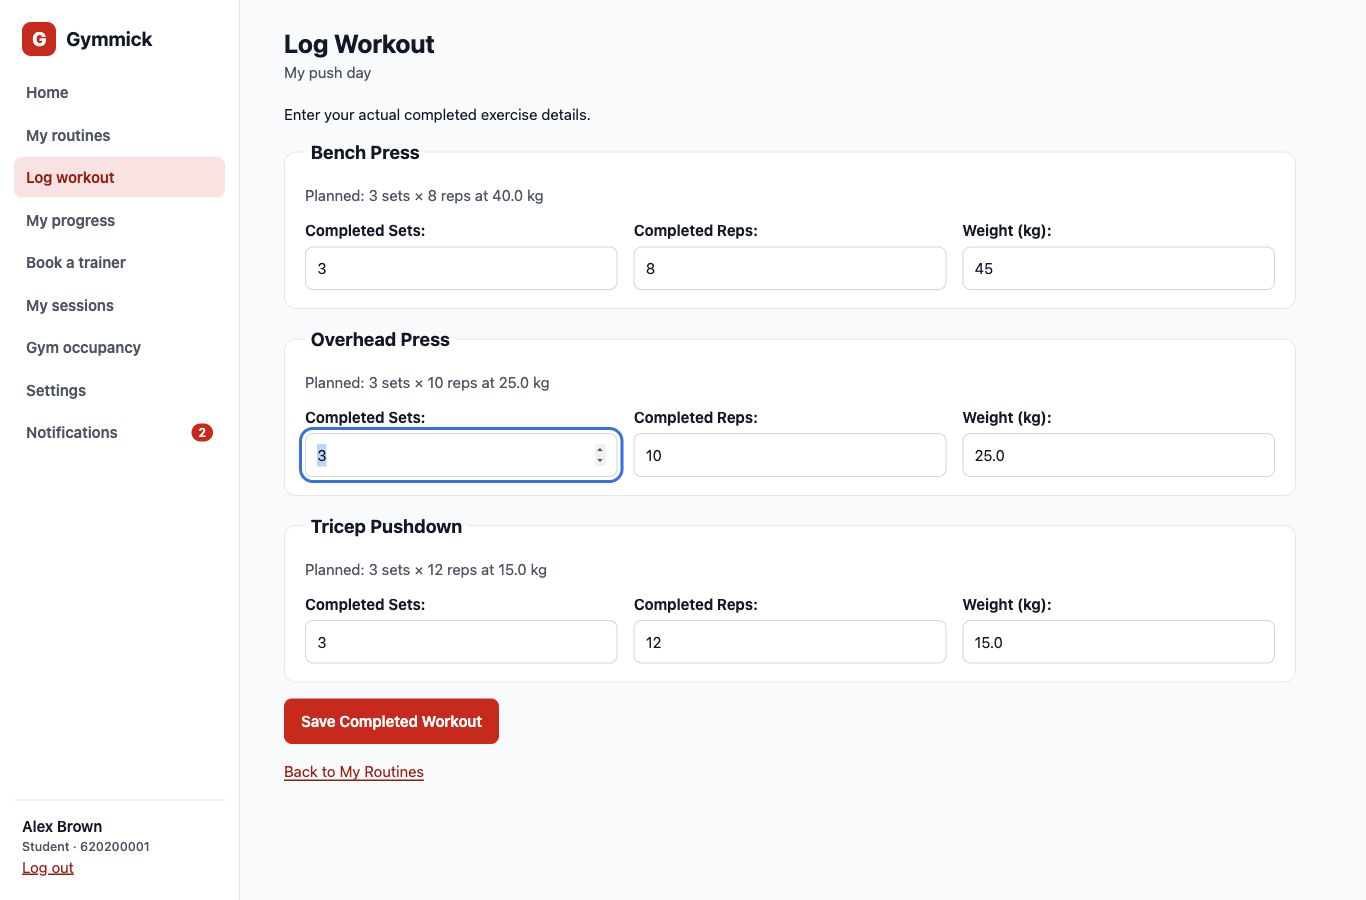 G Gymmick
Home
My routines
Log workout
My progress
Book a trainer
My sessions
Gym occupancy
Settings
Notifications 2
Alex Brown
Student · 620200001
Log out
Log Workout
My push day
Enter your actual completed exercise details.
Bench Press
Planned: 3 sets × 8 reps at 40.0 kg
Completed Sets: Completed Reps: Weight (kg):
3 8 45
Overhead Press
Planned: 3 sets × 10 reps at 25.0 kg
Completed Sets: Completed Reps: Weight (kg):
3 10 25.0
Tricep Pushdown
Planned: 3 sets × 12 reps at 15.0 kg
Completed Sets: Completed Reps: Weight (kg):
3 12 15.0
Save Completed Workout
Back to My Routines